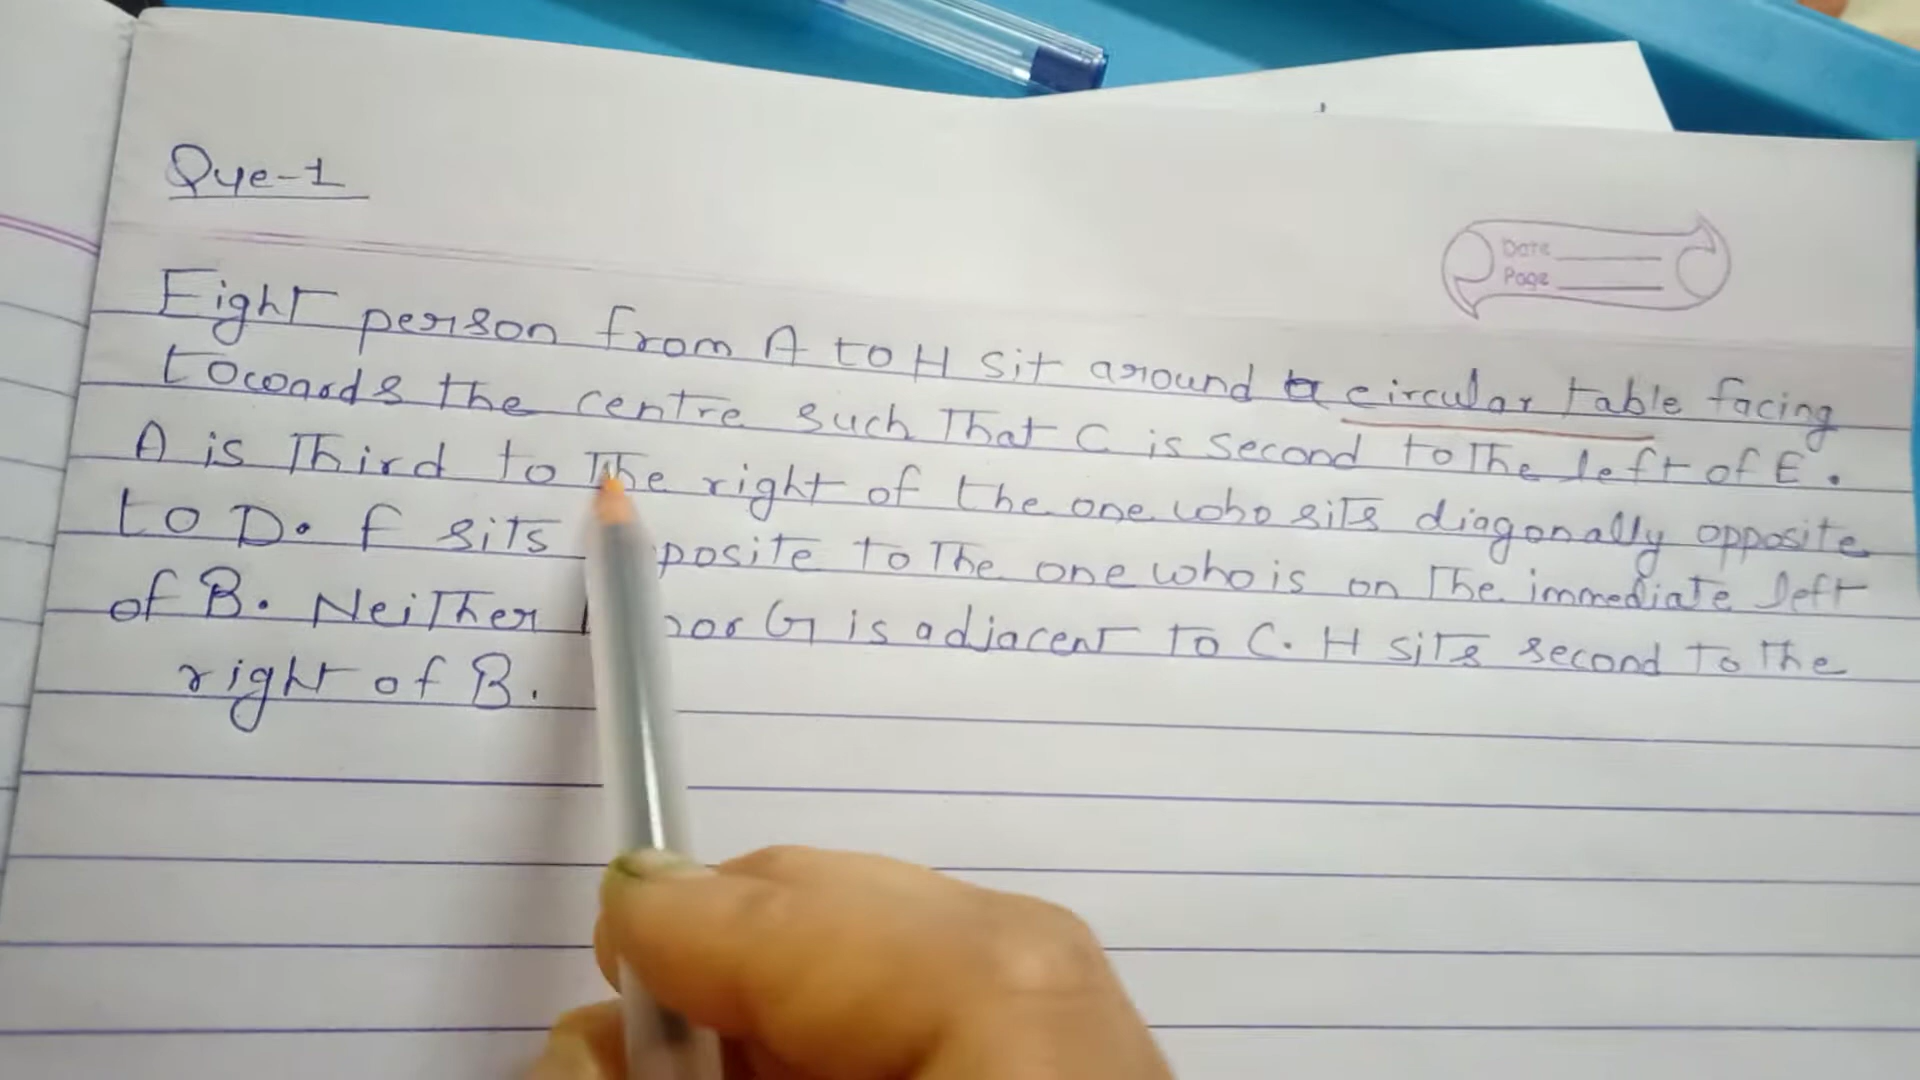 Que-1
Date
Page
Eight person from A to H sit around a circular table facing
towards the centre such that C is second to the left of E.
A is third to the right of the one who sits diagonally opposite
to D. F sits posite to the one who is on the immediate left
of B. Neither nor G is adjacent to C. H sits second to the
right of B.